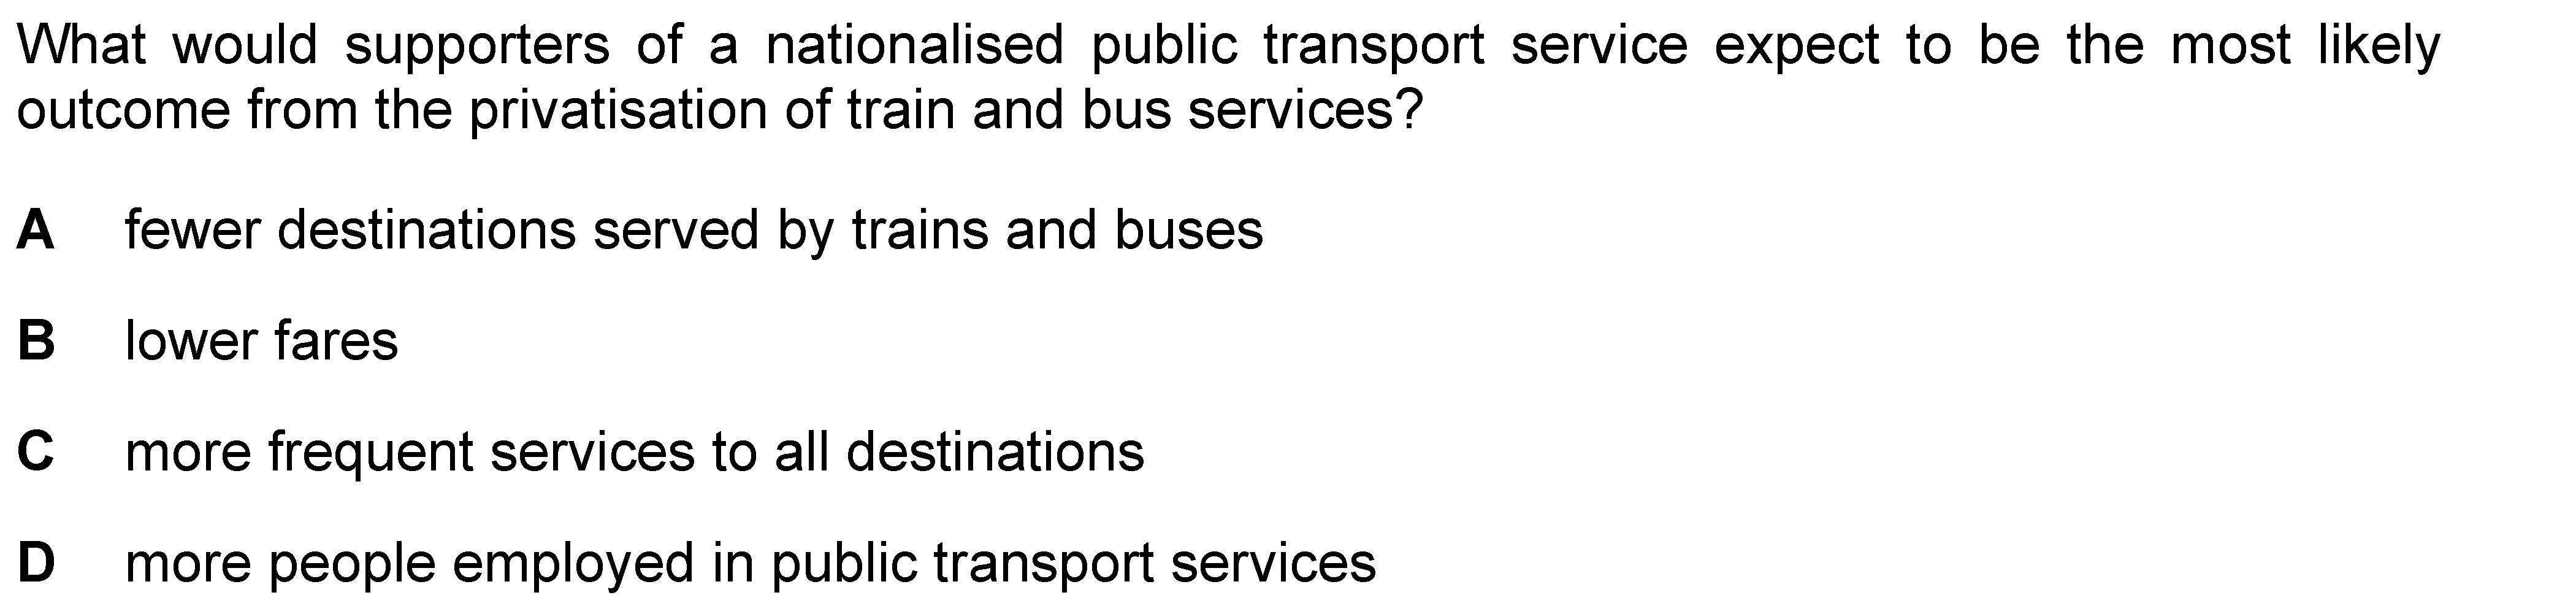 What would supporters of a nationalised public transport service expect to be the most likely
outcome from the privatisation of train and bus services?
A fewer destinations served by trains and buses
B lower fares
C more frequent services to all destinations
D more people employed in public transport services